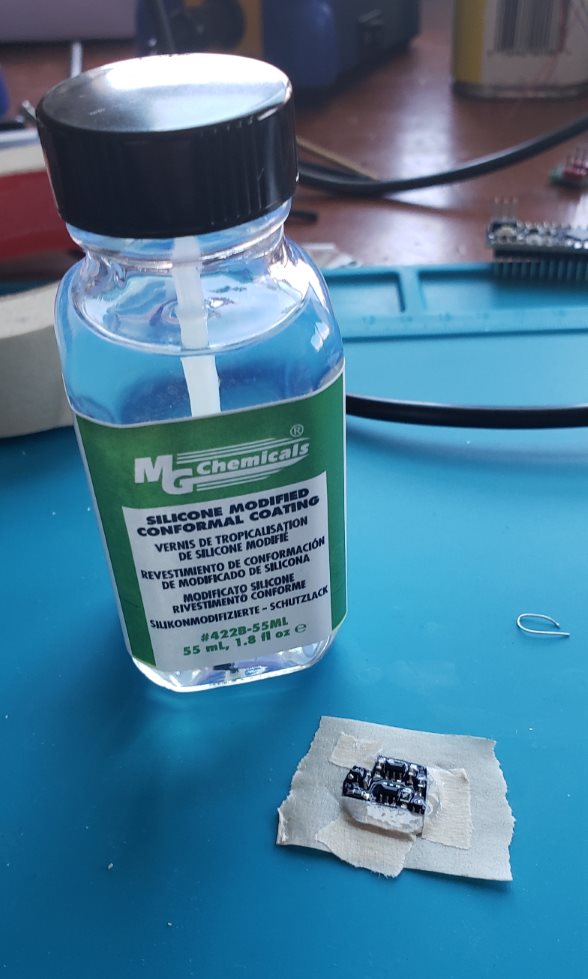 MG Chemicals®
SILICONE MODIFIED
CONFORMAL COATING
VERNIS DE TROPICALISATION
DE SILICONE MODIFIÉ
REVESTIMIENTO DE CONFORMACIÓN
DE MODIFICADO DE SILICONA
MODIFICATO SILICONE
RIVESTIMENTO CONFORME
SILIKONMODIFIZIERTE - SCHUTZLACK
#422B-55ML
55 mL, 1.8 fl oz ℮